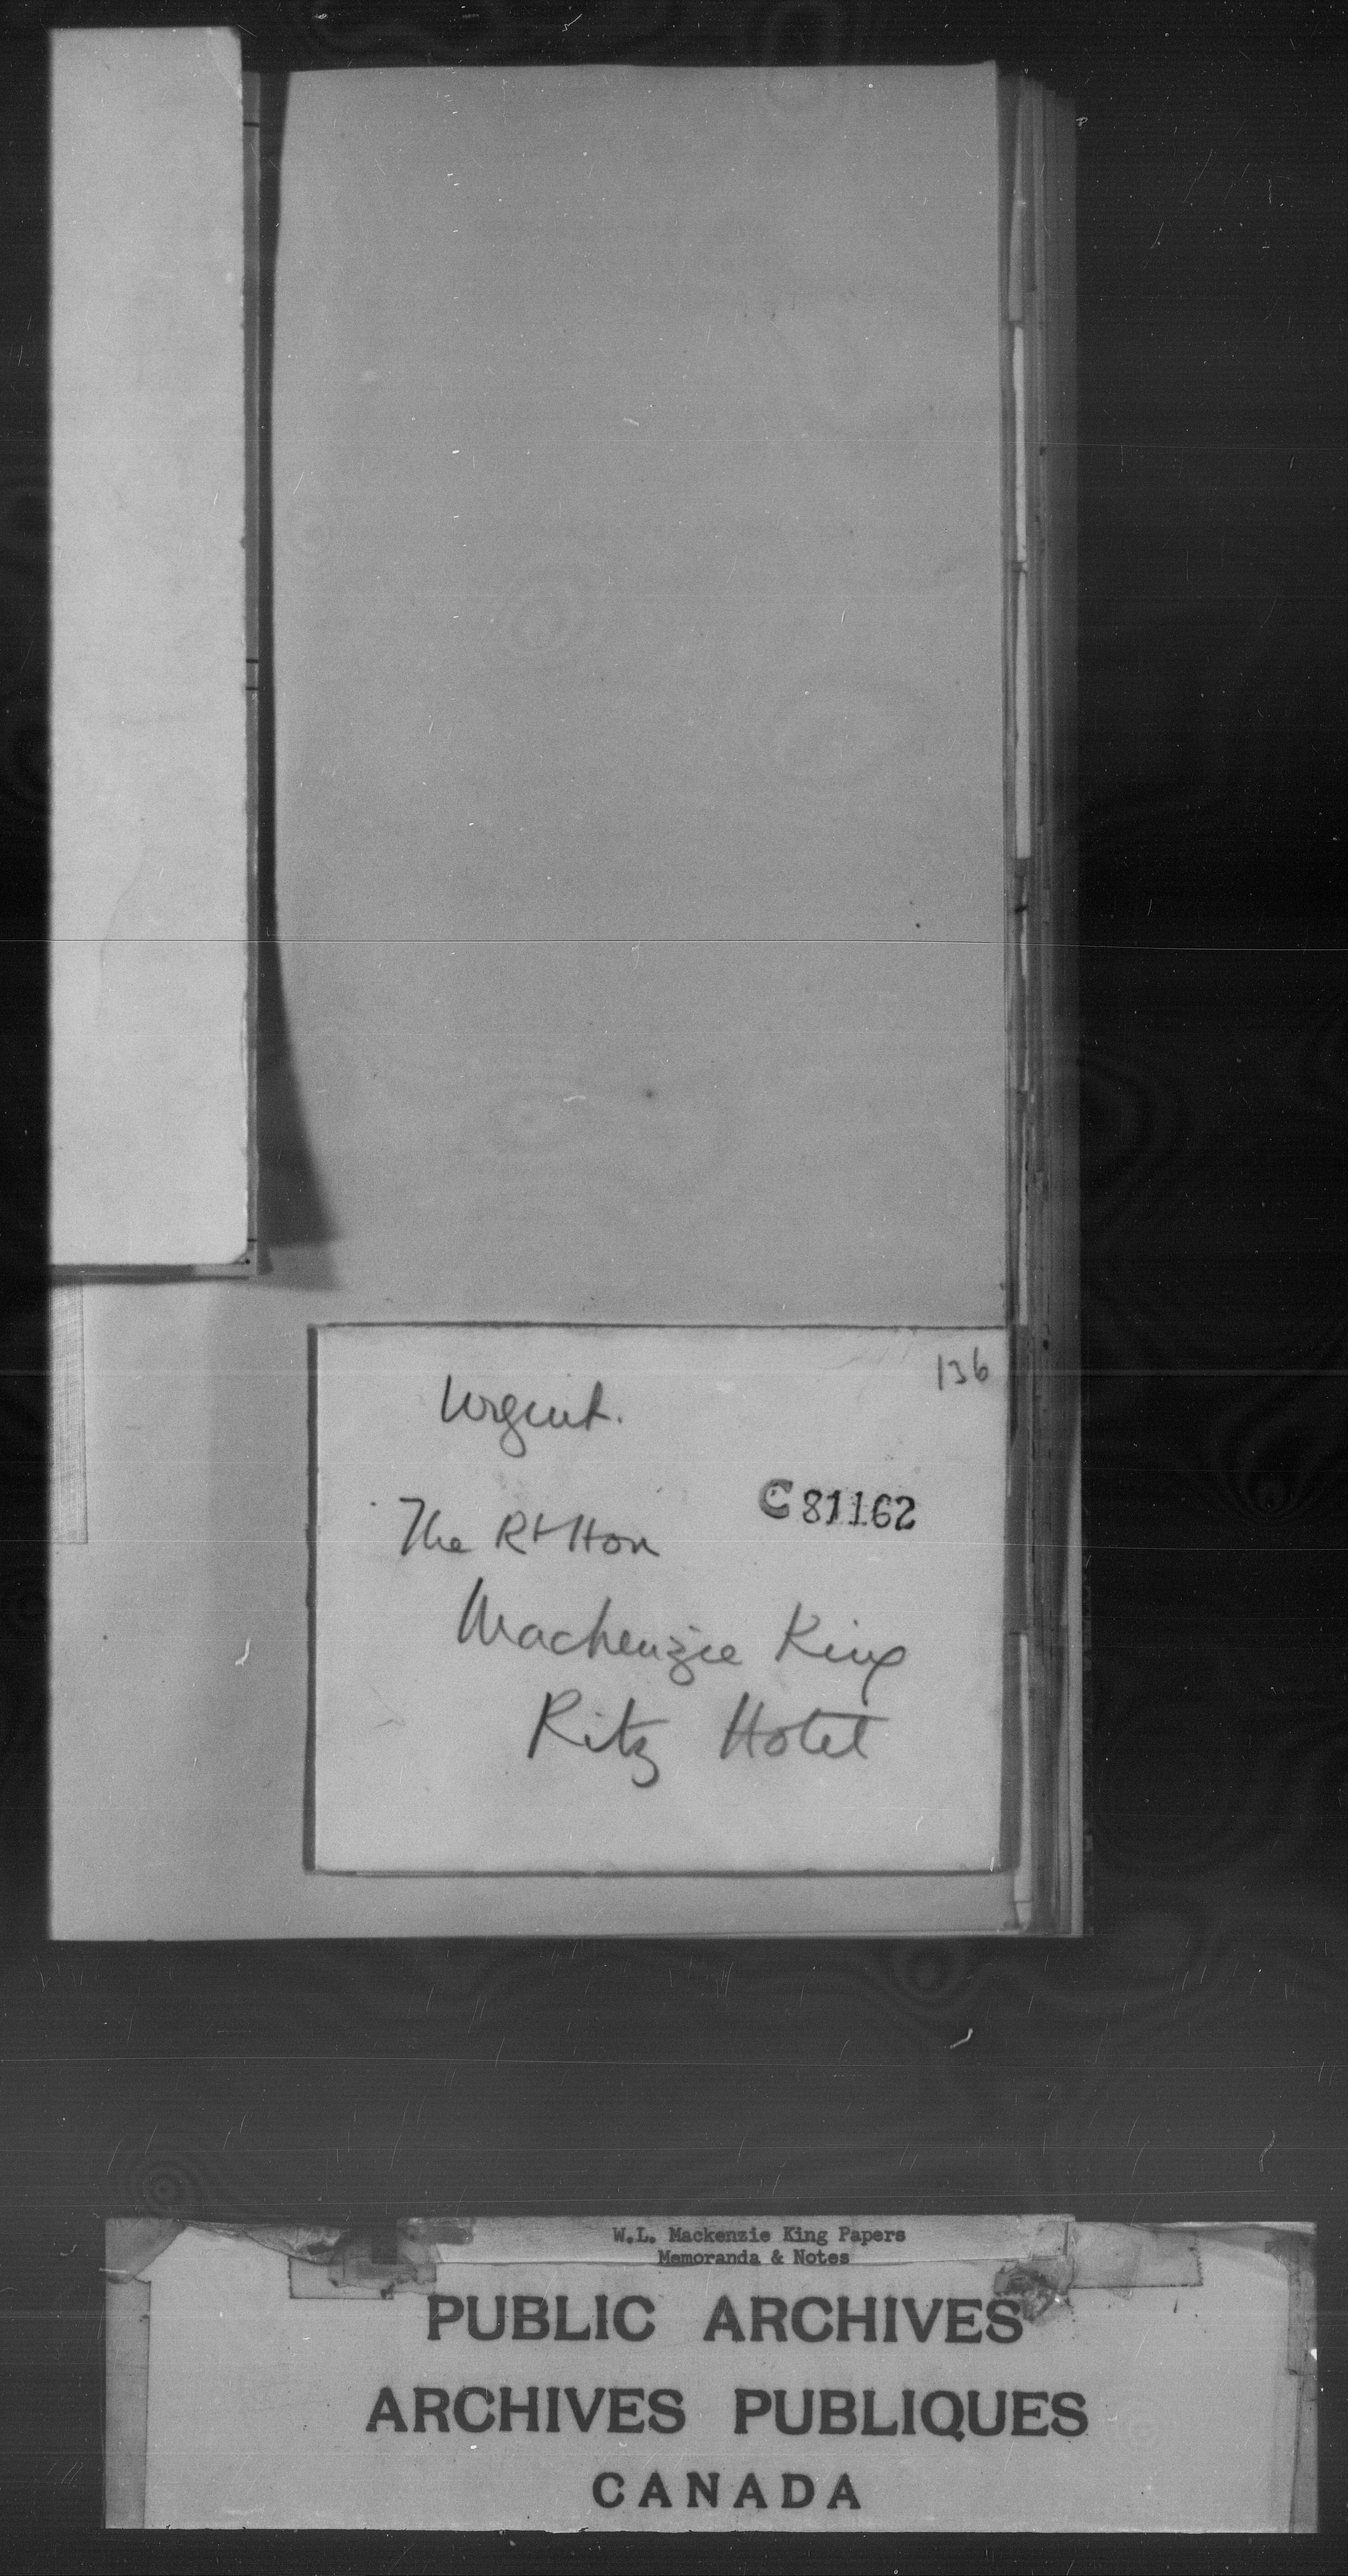 136
Urgent.
C 81162
The Rt Hon
Mackenzie King
Ritz Hotel
W.L. Mackenzie King Papers
Memoranda & Notes
PUBLIC ARCHIVES
ARCHIVES PUBLIQUES
CANADA